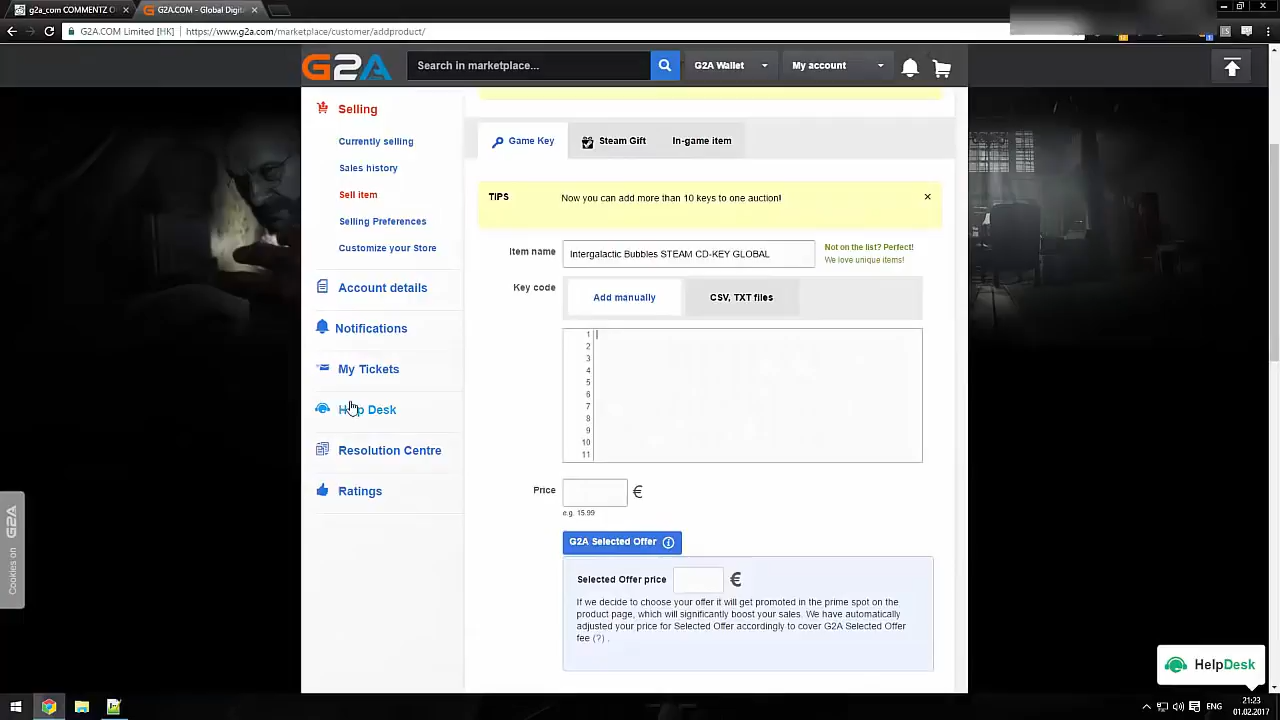 g2a_com COMMENTZ O
G2A.COM - Global Digit
G2A.COM Limited [HK]
https://www.g2a.com/marketplace/customer/addproduct/
G2A.COM
Search in marketplace...
G2A Wallet
My account
Selling
Currently selling
Sales history
Sell item
Selling Preferences
Customize your Store
Account details
Notifications
My Tickets
Help Desk
Resolution Centre
Ratings
Game Key
Steam Gift
In-game item
TIPS
Now you can add more than 10 keys to one auction!
×
Item name
Intergalactic Bubbles STEAM CD-KEY GLOBAL
Not on the list? Perfect!
We love unique items!
Key code
Add manually
CSV, TXT files
1
2
3
4
5
6
7
8
9
10
11
Price
€
e.g. 15.99
G2A Selected Offer
Selected Offer price
€
If we decide to choose your offer it will get promoted in the prime spot on the
product page, which will significantly boost your sales. We have automatically
adjusted your price for Selected Offer accordingly to cover G2A Selected Offer
fee (?) .
Cookies on G2A
HelpDesk
ENG
21:23
01.02.2017